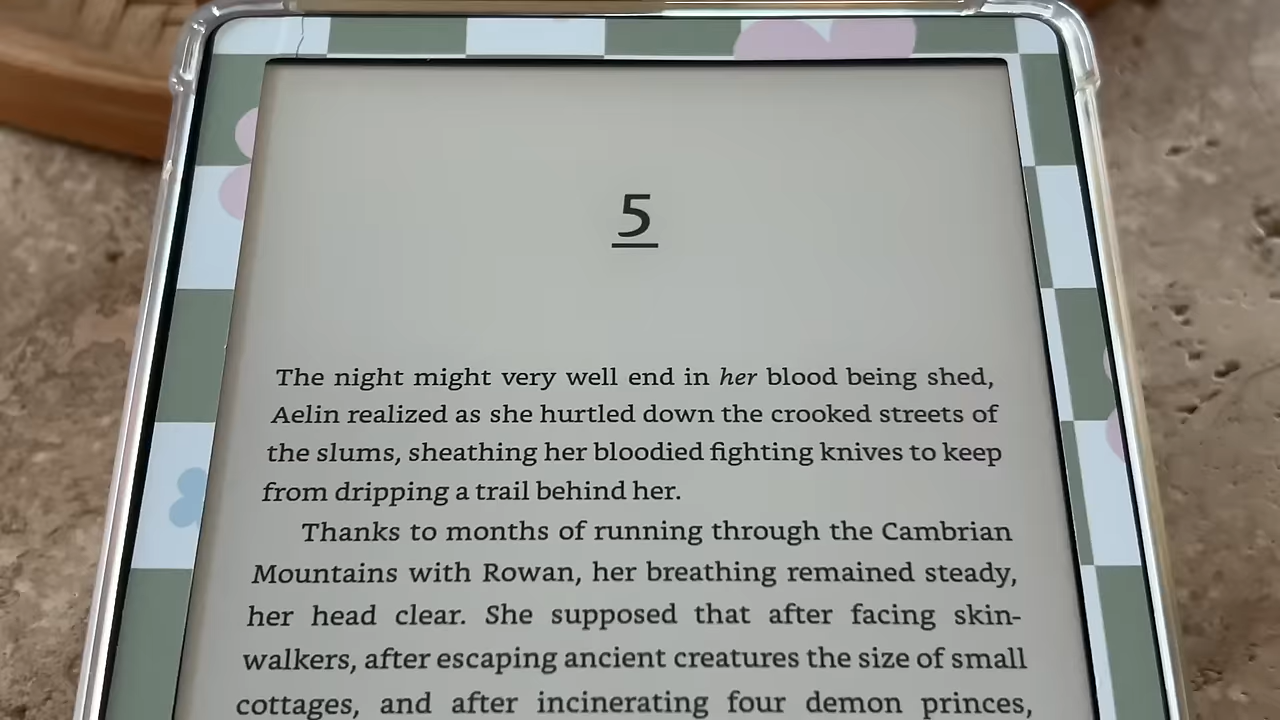 5
The night might very well end in her blood being shed,
Aelin realized as she hurtled down the crooked streets of
the slums, sheathing her bloodied fighting knives to keep
from dripping a trail behind her.
Thanks to months of running through the Cambrian
Mountains with Rowan, her breathing remained steady,
her head clear. She supposed that after facing skin-
walkers, after escaping ancient creatures the size of small
cottages, and after incinerating four demon princes,